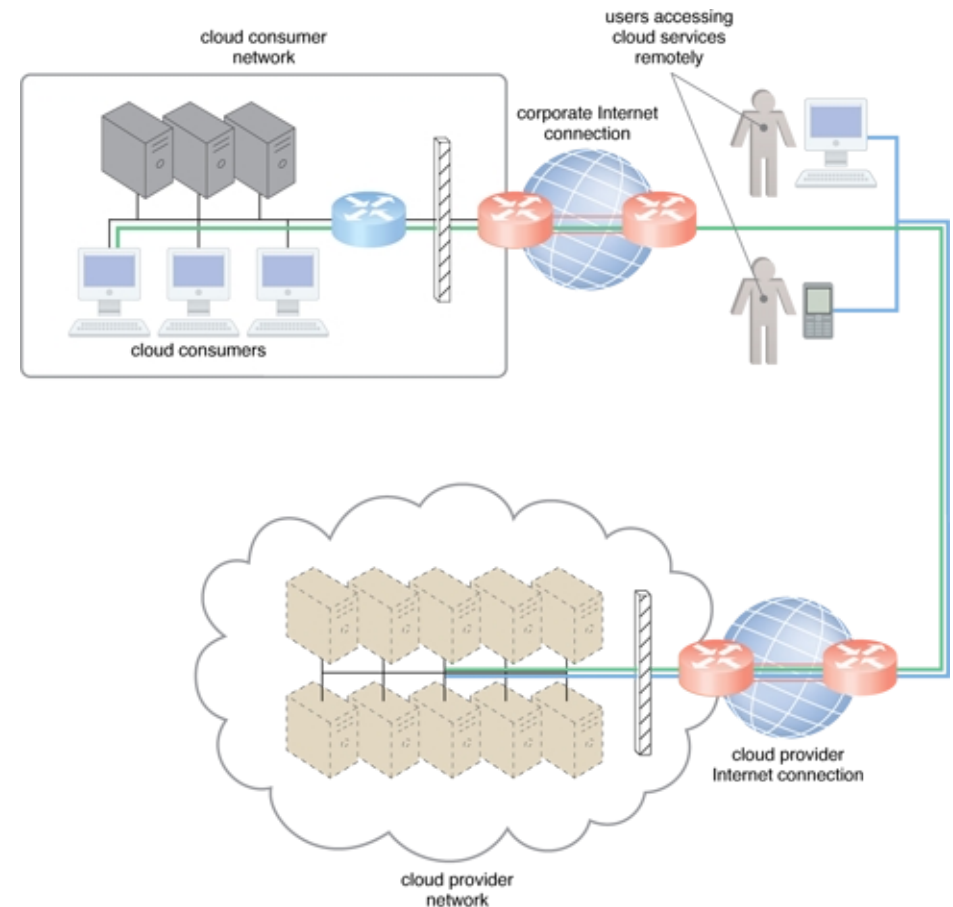 cloud consumer
network
users accessing
cloud services
remotely
corporate Internet
connection
cloud consumers
cloud provider
Internet connection
cloud provider
network